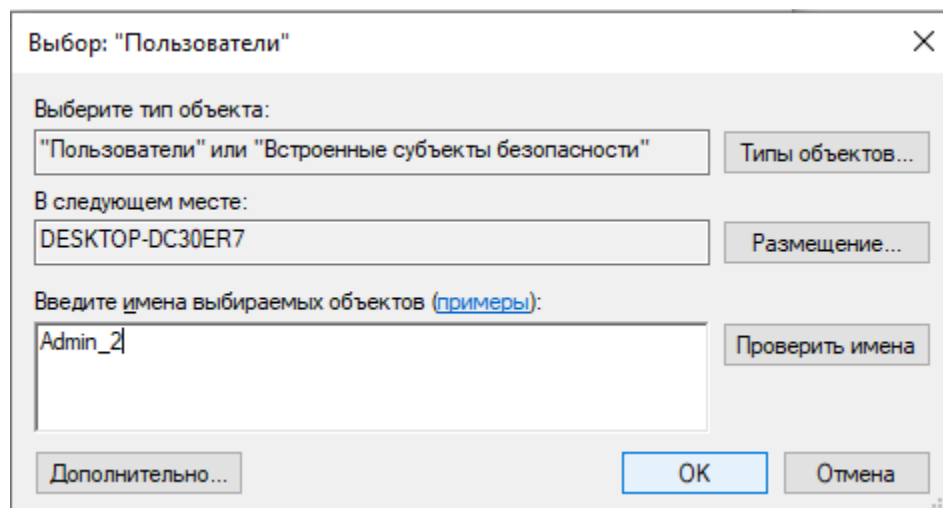 Выбор: "Пользователи"
Выберите тип объекта:
"Пользователи" или "Встроенные субъекты безопасности"
Типы объектов...
В следующем месте:
DESKTOP-DC30ER7
Размещение...
Введите имена выбираемых объектов (примеры):
Admin_2
Проверить имена
Дополнительно...
OK
Отмена